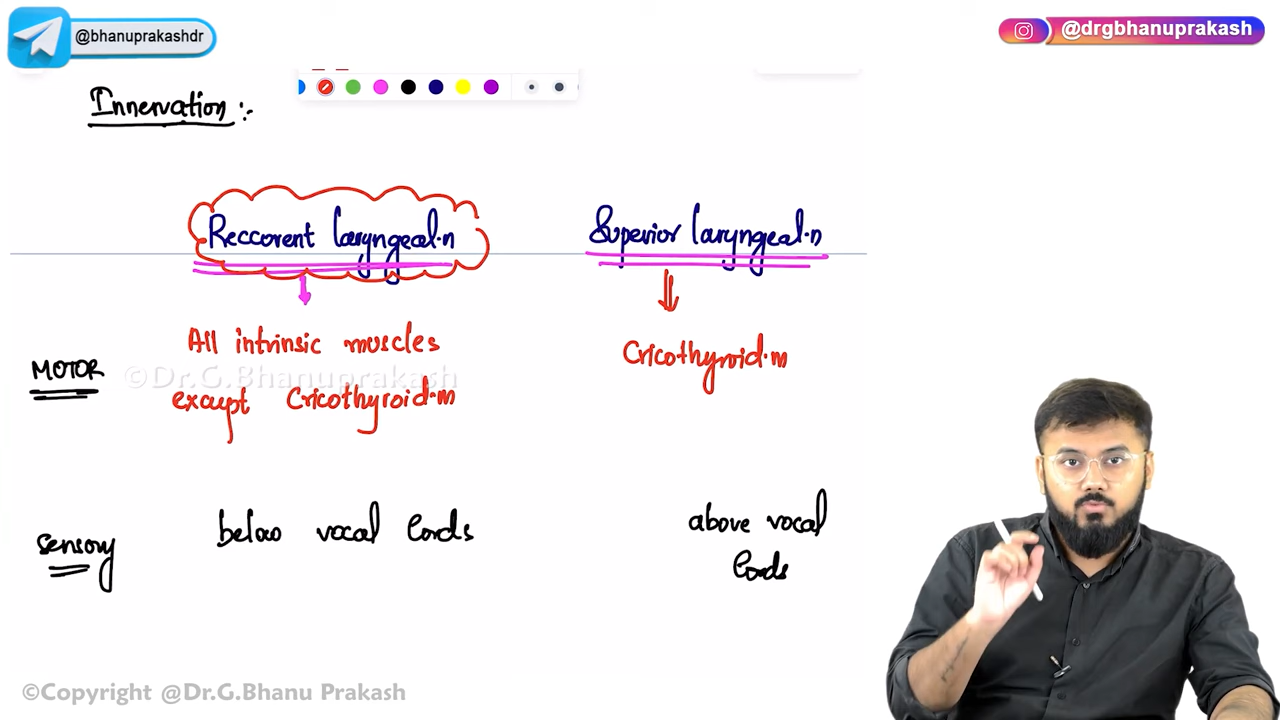 @bhanuprakashdr
@drgbhanuprakash
Innervation :-
Reccorent laryngeal.n
Superior laryngeal.n
MOTOR
All intrinsic muscles
except Cricothyroid.m
Cricothyroid.m
©Dr.G.Bhanuprakash
Sensory
below vocal Cords
above vocal
Cords
©Copyright @Dr.G.Bhanu Prakash